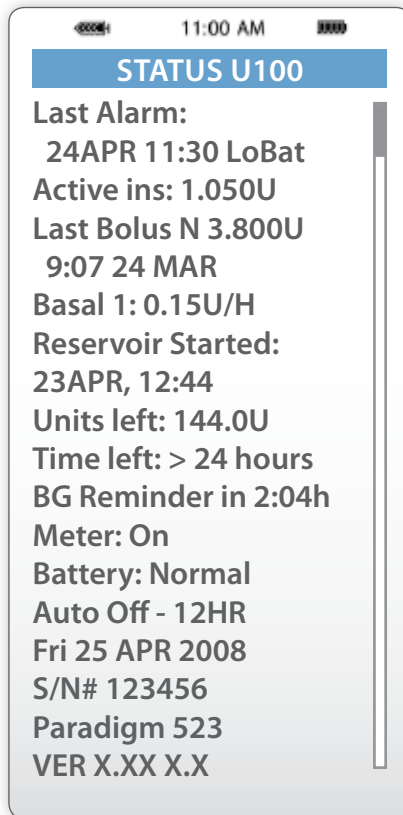 11:00 AM
STATUS U100
Last Alarm:
24APR 11:30 LoBat
Active ins: 1.050U
Last Bolus N 3.800U
9:07 24 MAR
Basal 1: 0.15U/H
Reservoir Started:
23APR, 12:44
Units left: 144.0U
Time left: > 24 hours
BG Reminder in 2:04h
Meter: On
Battery: Normal
Auto Off - 12HR
Fri 25 APR 2008
S/N# 123456
Paradigm 523
VER X.XX X.X